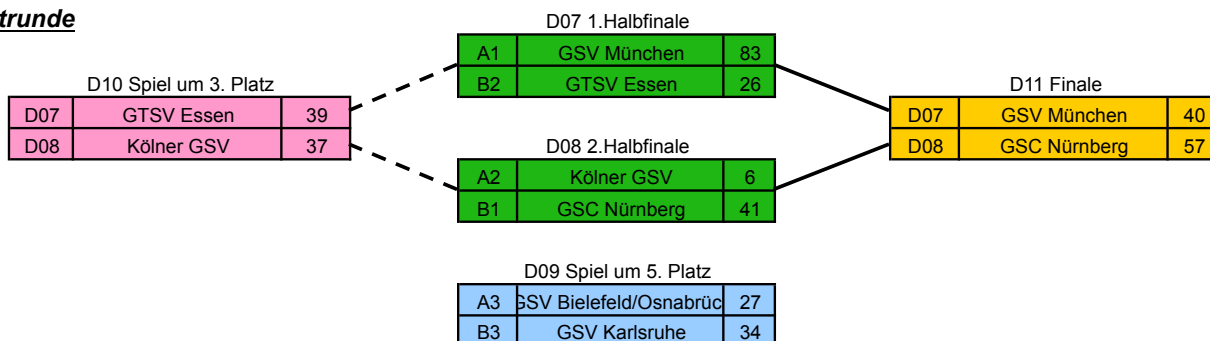 trunde
D07 1.Halbfinale
A1 GSV München 83
B2 GTSV Essen 26
D10 Spiel um 3. Platz
D07 GTSV Essen 39
D08 Kölner GSV 37
D11 Finale
D07 GSV München 40
D08 GSC Nürnberg 57
D08 2.Halbfinale
A2 Kölner GSV 6
B1 GSC Nürnberg 41
D09 Spiel um 5. Platz
A3 GSV Bielefeld/Osnabrüc 27
B3 GSV Karlsruhe 34